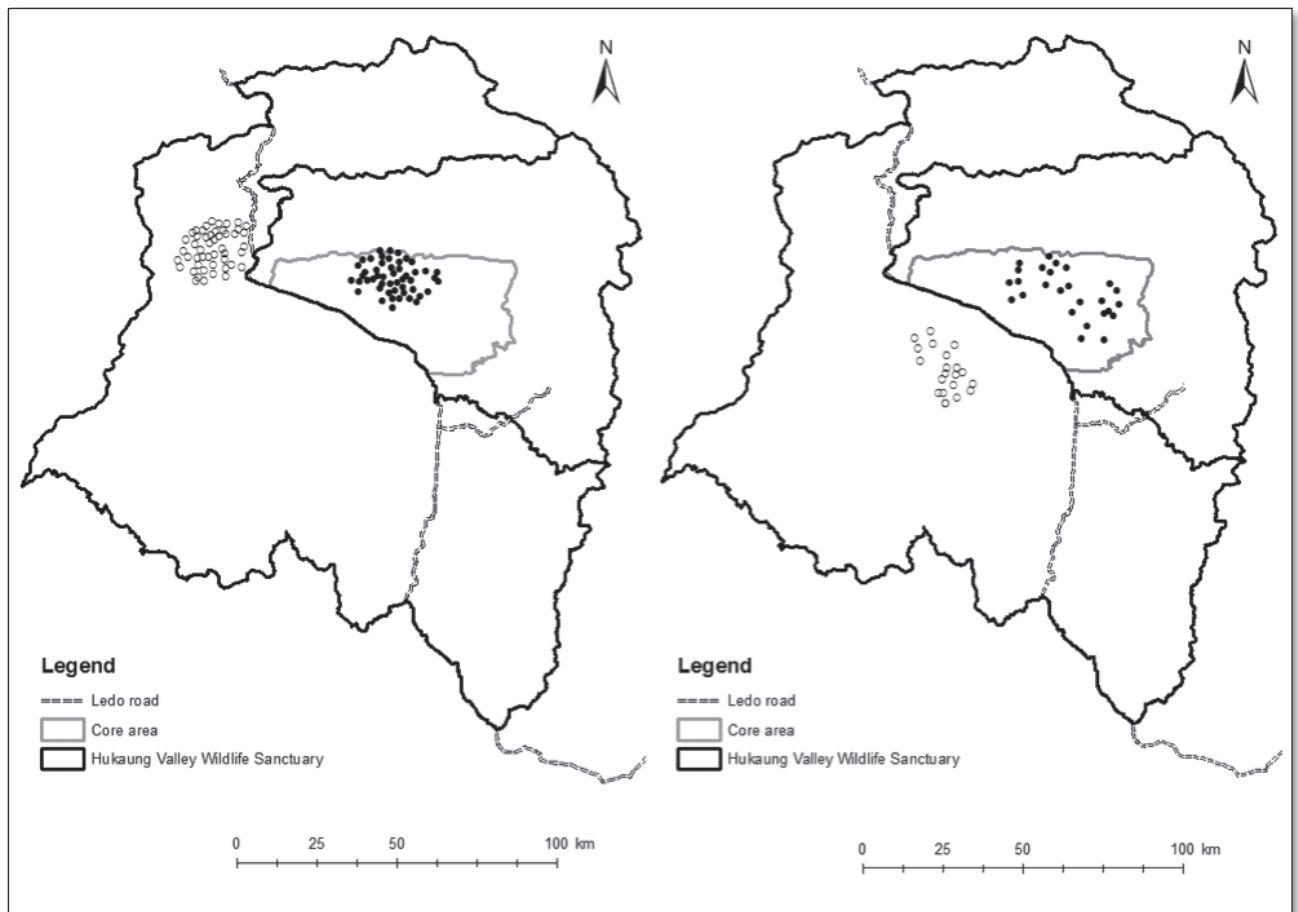 N
Legend
Ledo road
Core area
Hukaung Valley Wildlife Sanctuary
0 25 50 100 km
N
Legend
Ledo road
Core area
Hukaung Valley Wildlife Sanctuary
0 25 50 100 km